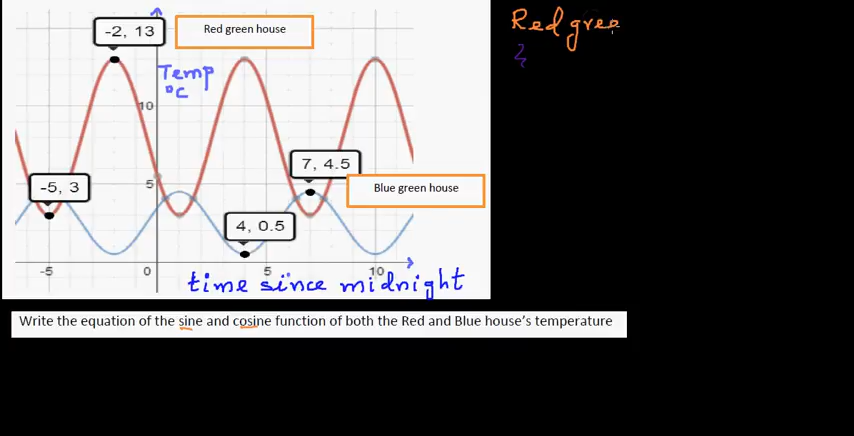 -2, 13
Red green house
Red gree
Temp
°C
10
7, 4.5
5
-5, 3
Blue green house
4, 0.5
-5
0
5
10
time since midnight
Write the equation of the sine and cosine function of both the Red and Blue house's temperature